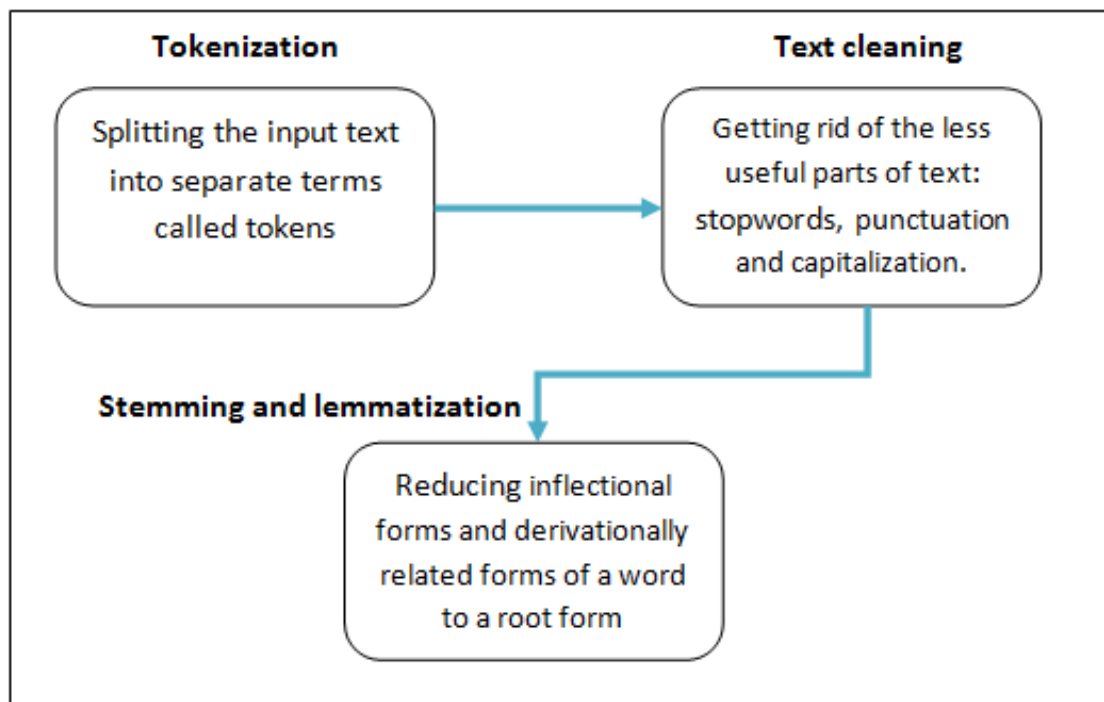 Tokenization
Splitting the input text
into separate terms
called tokens
Text cleaning
Getting rid of the less
useful parts of text:
stopwords, punctuation
and capitalization.
Stemming and lemmatization
Reducing inflectional
forms and derivationally
related forms of a word
to a root form